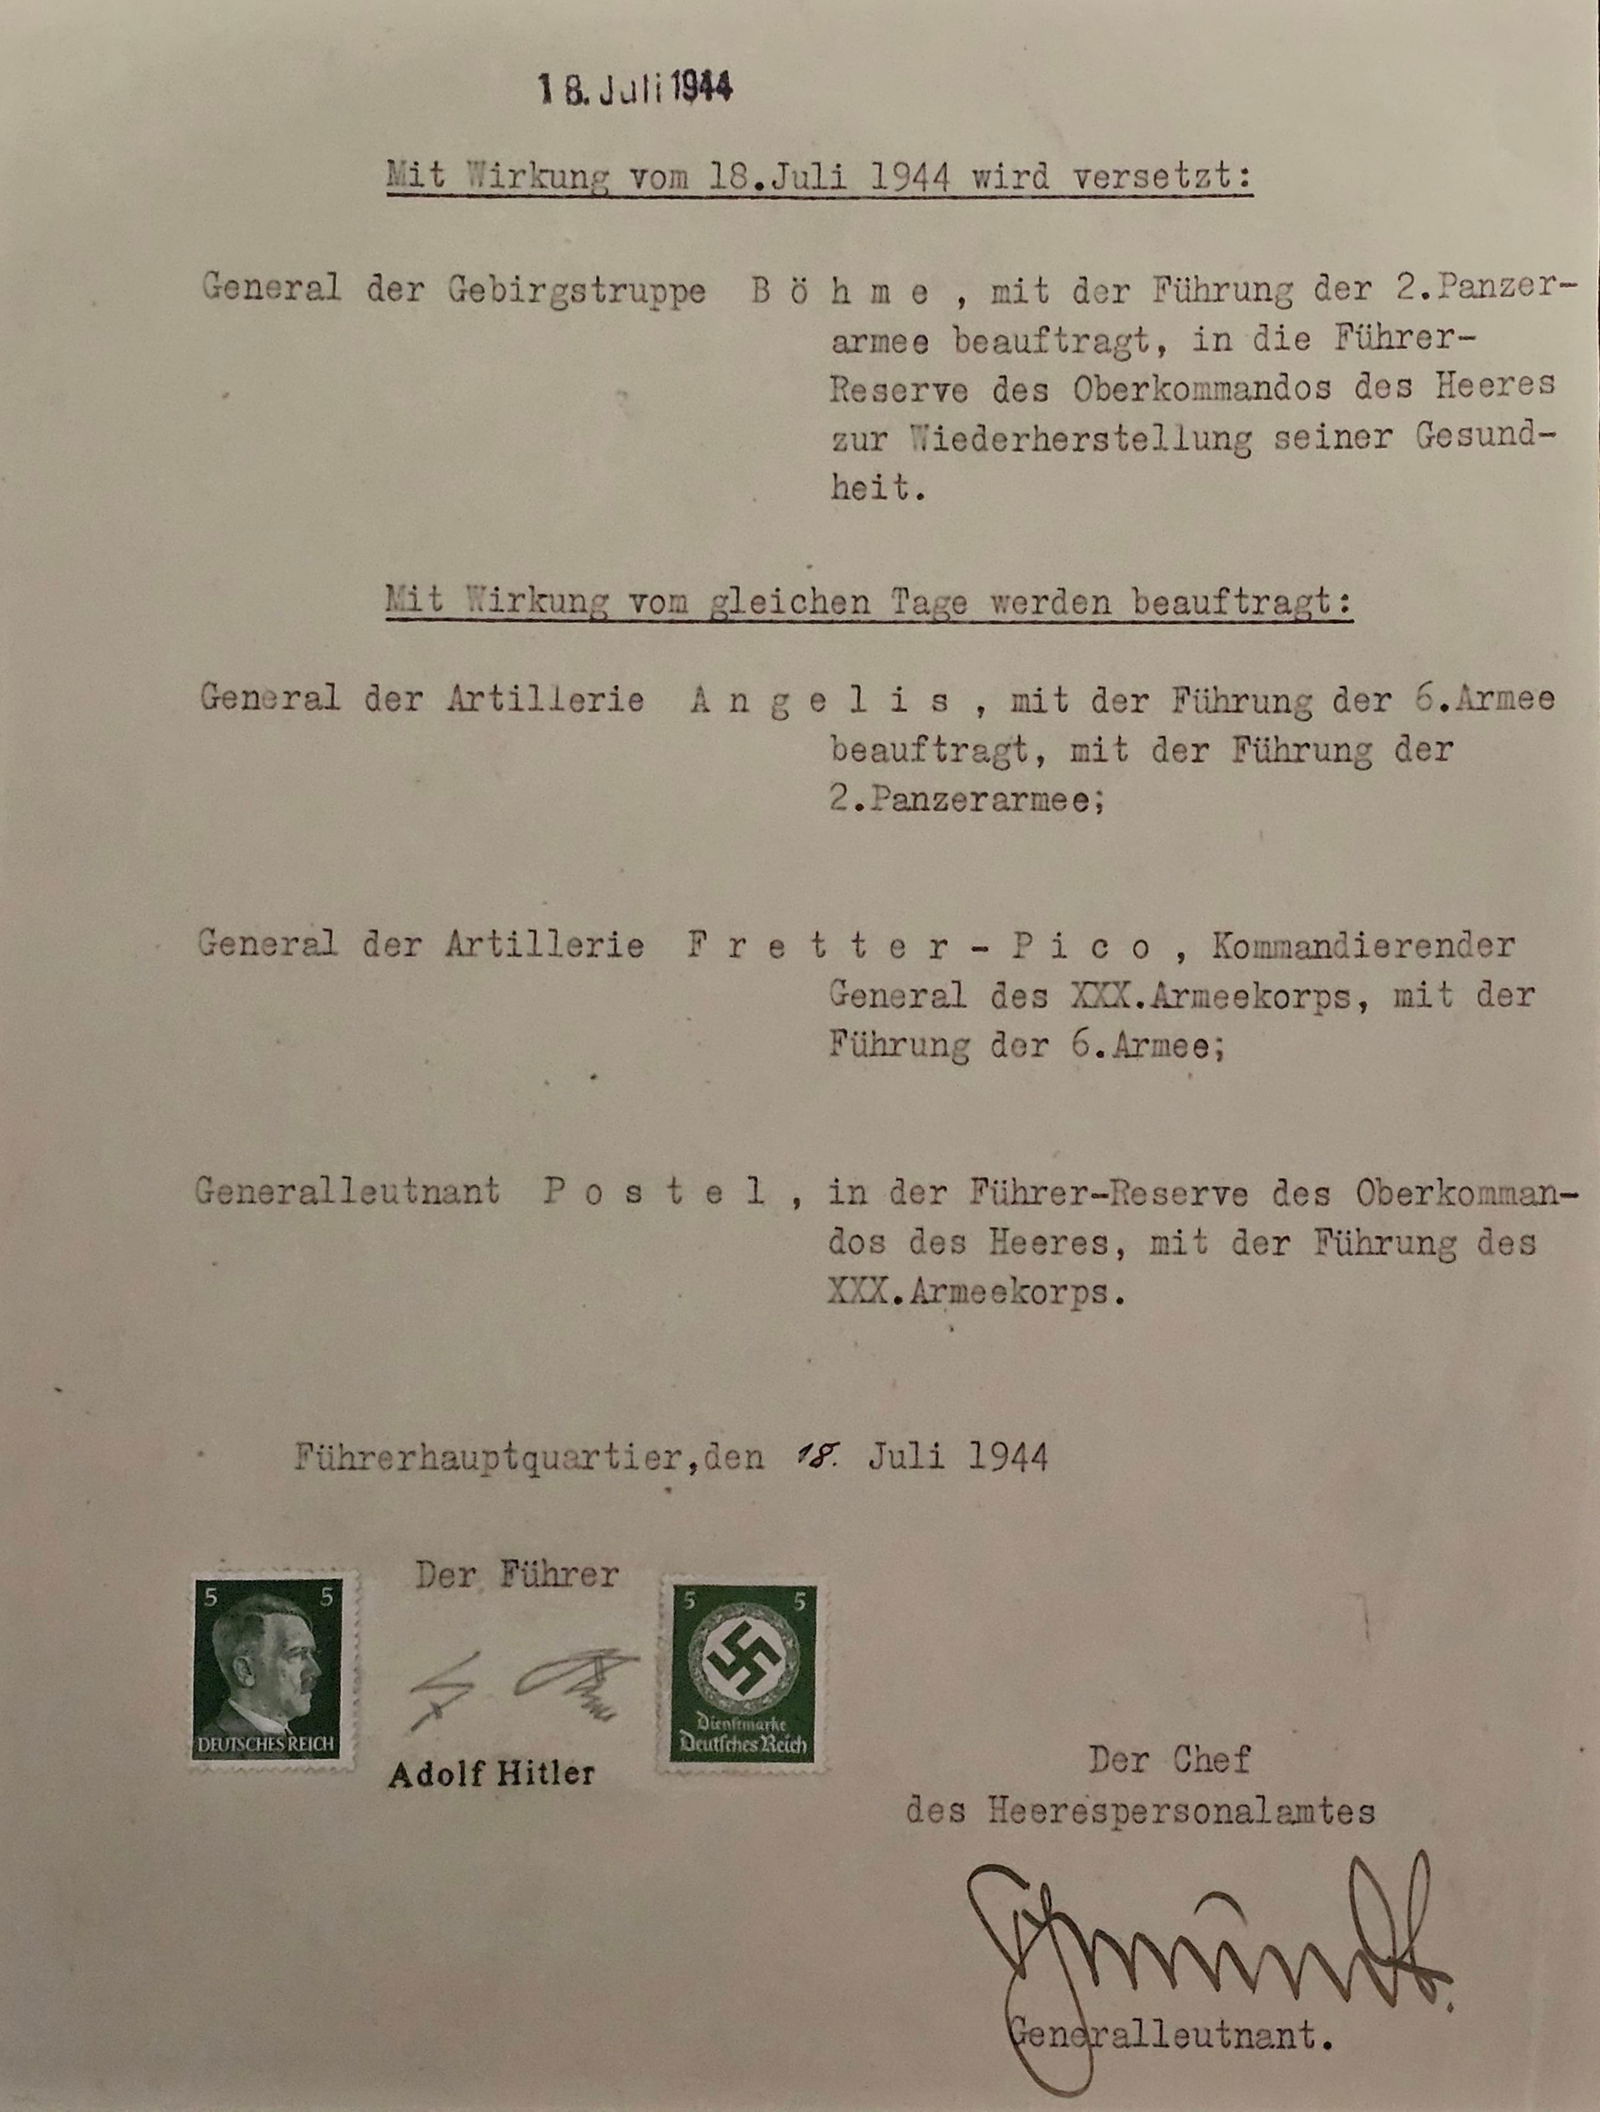 18. Juli 1944
Mit Wirkung vom 18.Juli 1944 wird versetzt:
General der Gebirgstruppe B ö h m e , mit der Führung der 2.Panzer-
armee beauftragt, in die Führer-
Reserve des Oberkommandos des Heeres
zur Wiederherstellung seiner Gesund-
heit.
Mit Wirkung vom gleichen Tage werden beauftragt:
General der Artillerie A n g e l i s , mit der Führung der 6.Armee
beauftragt, mit der Führung der
2.Panzerarmee;
General der Artillerie F r e t t e r - P i c o , Kommandierender
General des XXX.Armeekorps, mit der
Führung der 6.Armee;
Generalleutnant P o s t e l , in der Führer-Reserve des Oberkomman-
dos des Heeres, mit der Führung des
XXX.Armeekorps.
Führerhauptquartier,den 18. Juli 1944
Der Führer
5 5
DEUTSCHES REICH
5 5
Dienstmarke
Deutsches Reich
Adolf Hitler
Der Chef
des Heerespersonalamtes
Schmundt.
Generalleutnant.